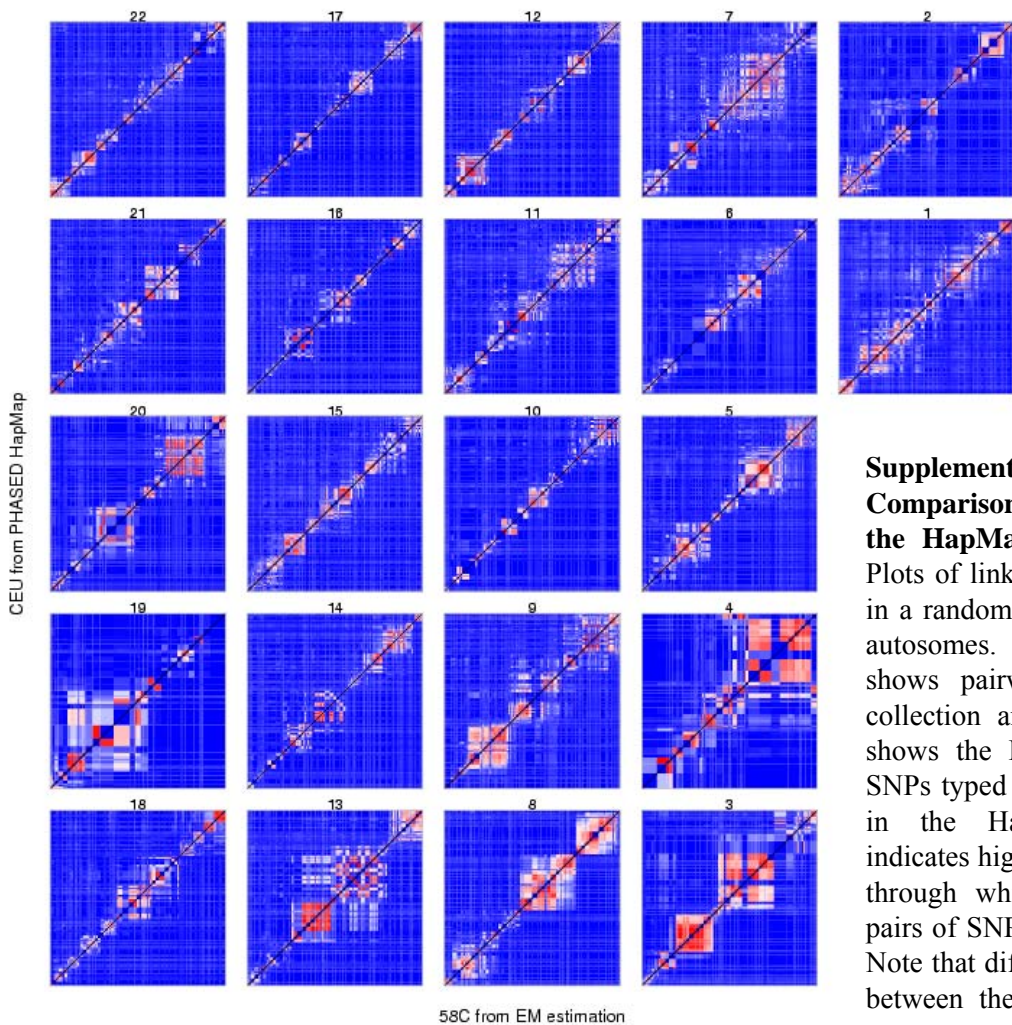 22 17 12 7 2
21 16 11 6 1
20 15 10 5
19 14 9 4
18 13 8 3
CEU from PHASED HapMap
58C from EM estimation
Supplement
Comparison
the HapMa
Plots of link
in a random
autosomes.
shows pairw
collection
shows the
SNPs typed
in the Ha
indicates hig
through wh
pairs of SNP
Note that dif
between the